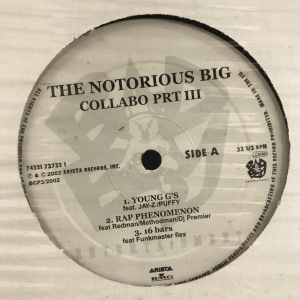 THE NOTORIOUS BIG
COLLABO PRT III
74321 73732 1
℗ & © 2002 ARISTA RECORDS, INC.
BCP3/2002
SIDE A
33 1/3 RPM
1. YOUNG G'S
feat. JAY-Z /PUFFY
2. RAP PHENOMENON
feat Redman/Methodman/Dj Premier
3. 16 bars
feat Funkmaster flex
ARISTA
BMG